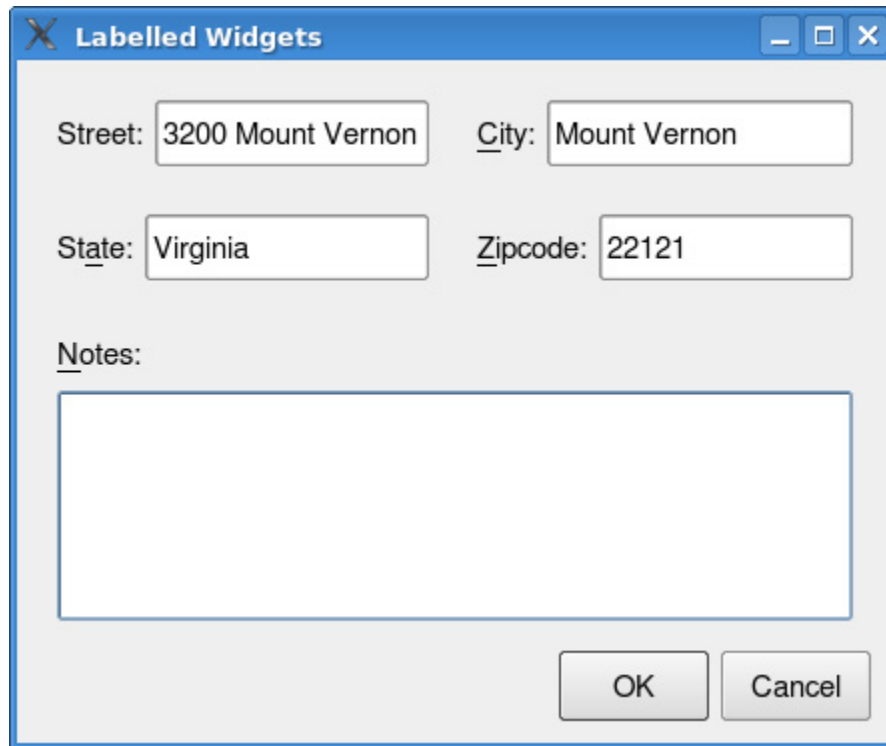 Labelled Widgets
Street: 3200 Mount Vernon City: Mount Vernon
State: Virginia Zipcode: 22121
Notes:
OK Cancel